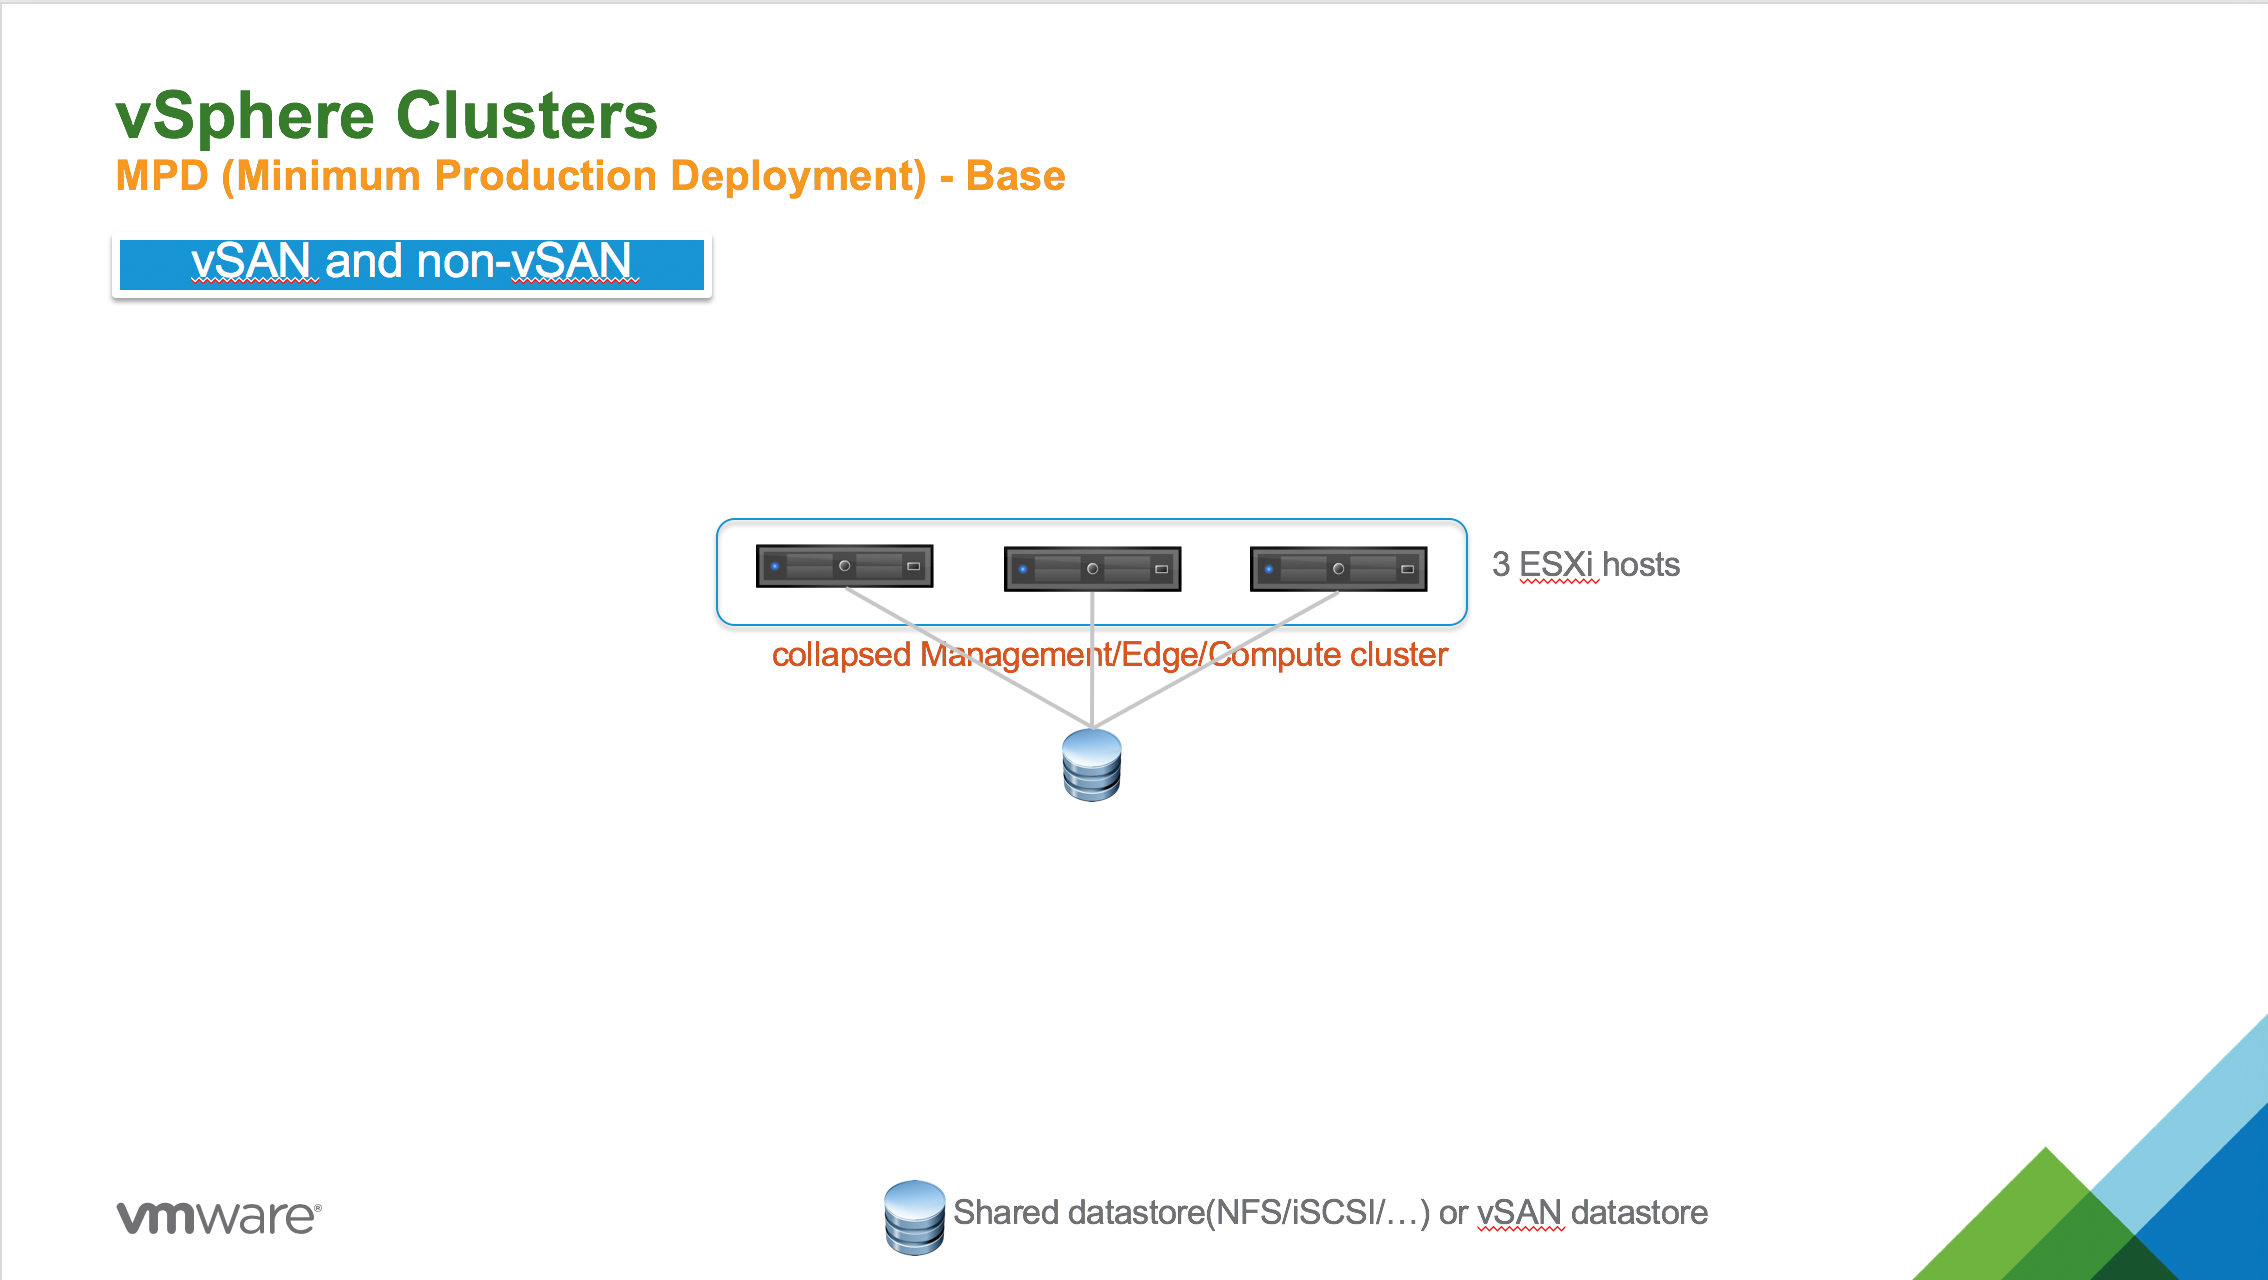 vSphere Clusters
MPD (Minimum Production Deployment) - Base
vSAN and non-vSAN
3 ESXi hosts
collapsed Management/Edge/Compute cluster
vmware®
Shared datastore(NFS/iSCSI/…) or vSAN datastore